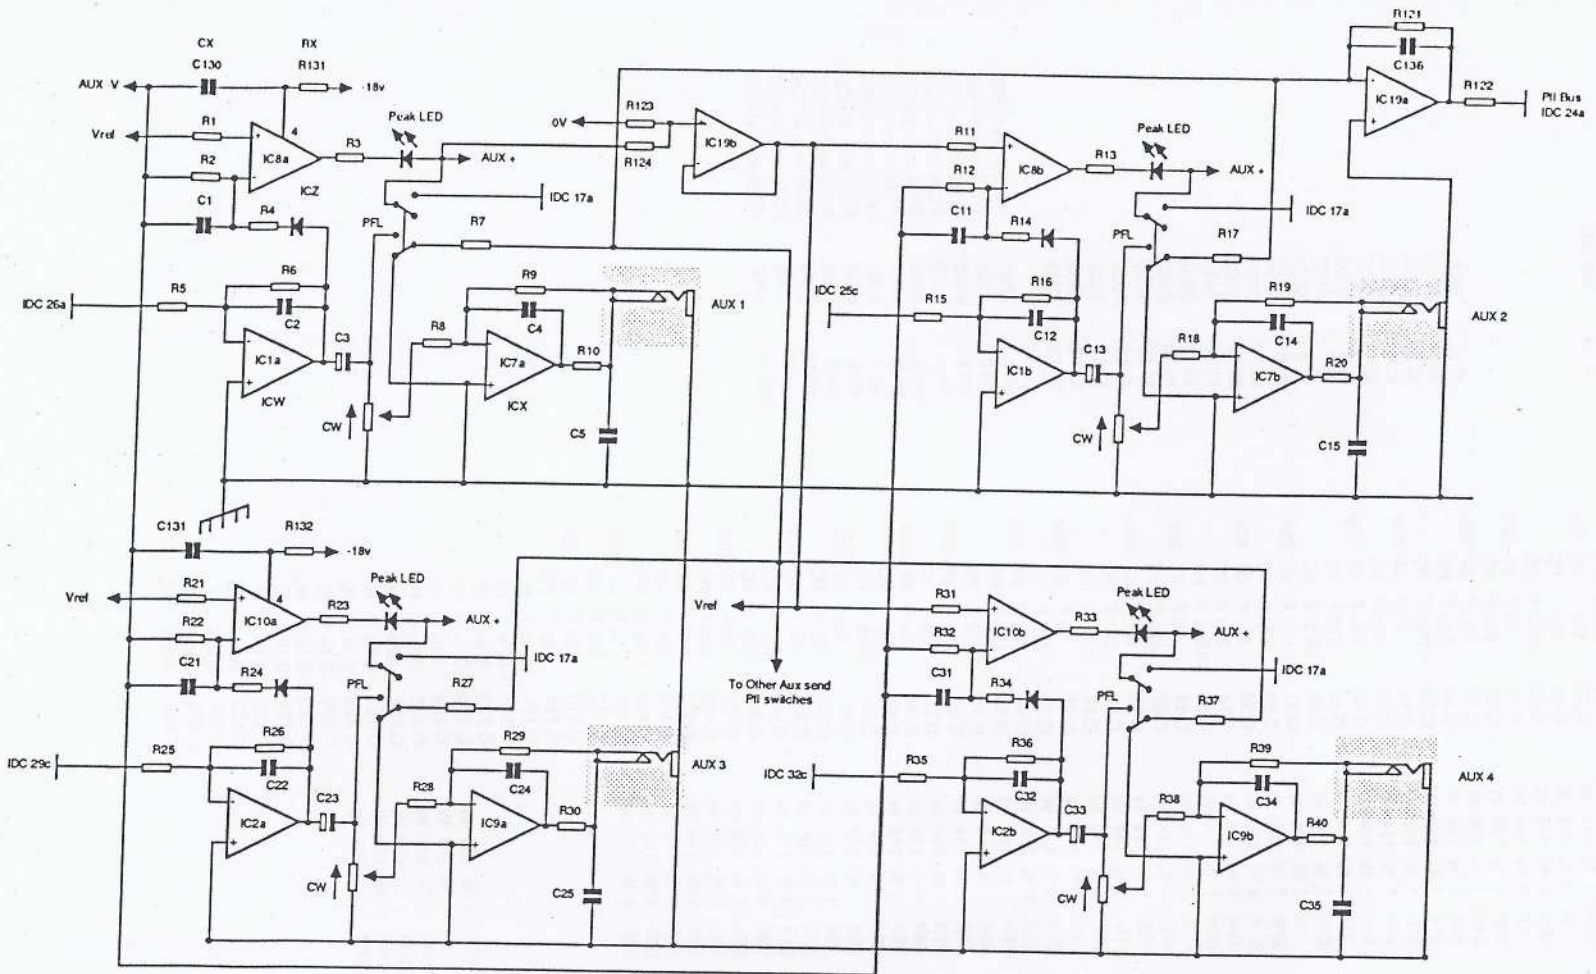 CX
RX
R121
C130
R131
C136
AUX -V
-18v
R1
4
Vref
Peak LED
R123
0V
IC19b
R11
Peak LED
IC19a
R122
Pfl Bus
IDC 24a
R2
IC8a
R3
AUX +
R124
R12
IC8b
R13
AUX +
ICZ
C1
R4
IDC 17a
C11
R14
IDC 17a
PFL
R7
PFL
R17
R6
R9
AUX 1
IDC 25c
R16
R19
IDC 26a
R5
C2
R8
C4
R15
C12
R18
C14
AUX 2
IC1a
C3
IC7a
R10
IC1b
C13
IC7b
R20
ICW
ICX
CW
C5
CW
C15
C131
R132
-18v
R21
4
Peak LED
Vref
R31
Peak LED
Vref
R22
IC10a
R23
AUX +
R32
IC10b
R33
AUX +
C21
R24
IDC 17a
C31
R34
IDC 17a
PFL
R27
To Other Aux send
Pfl switches
PFL
R37
R26
R29
AUX 3
R36
R39
IDC 29c
R25
C22
R28
C24
IDC 32c
R35
C32
R38
C34
AUX 4
IC2a
C23
IC9a
R30
IC2b
C33
IC9b
R40
CW
C25
CW
C35